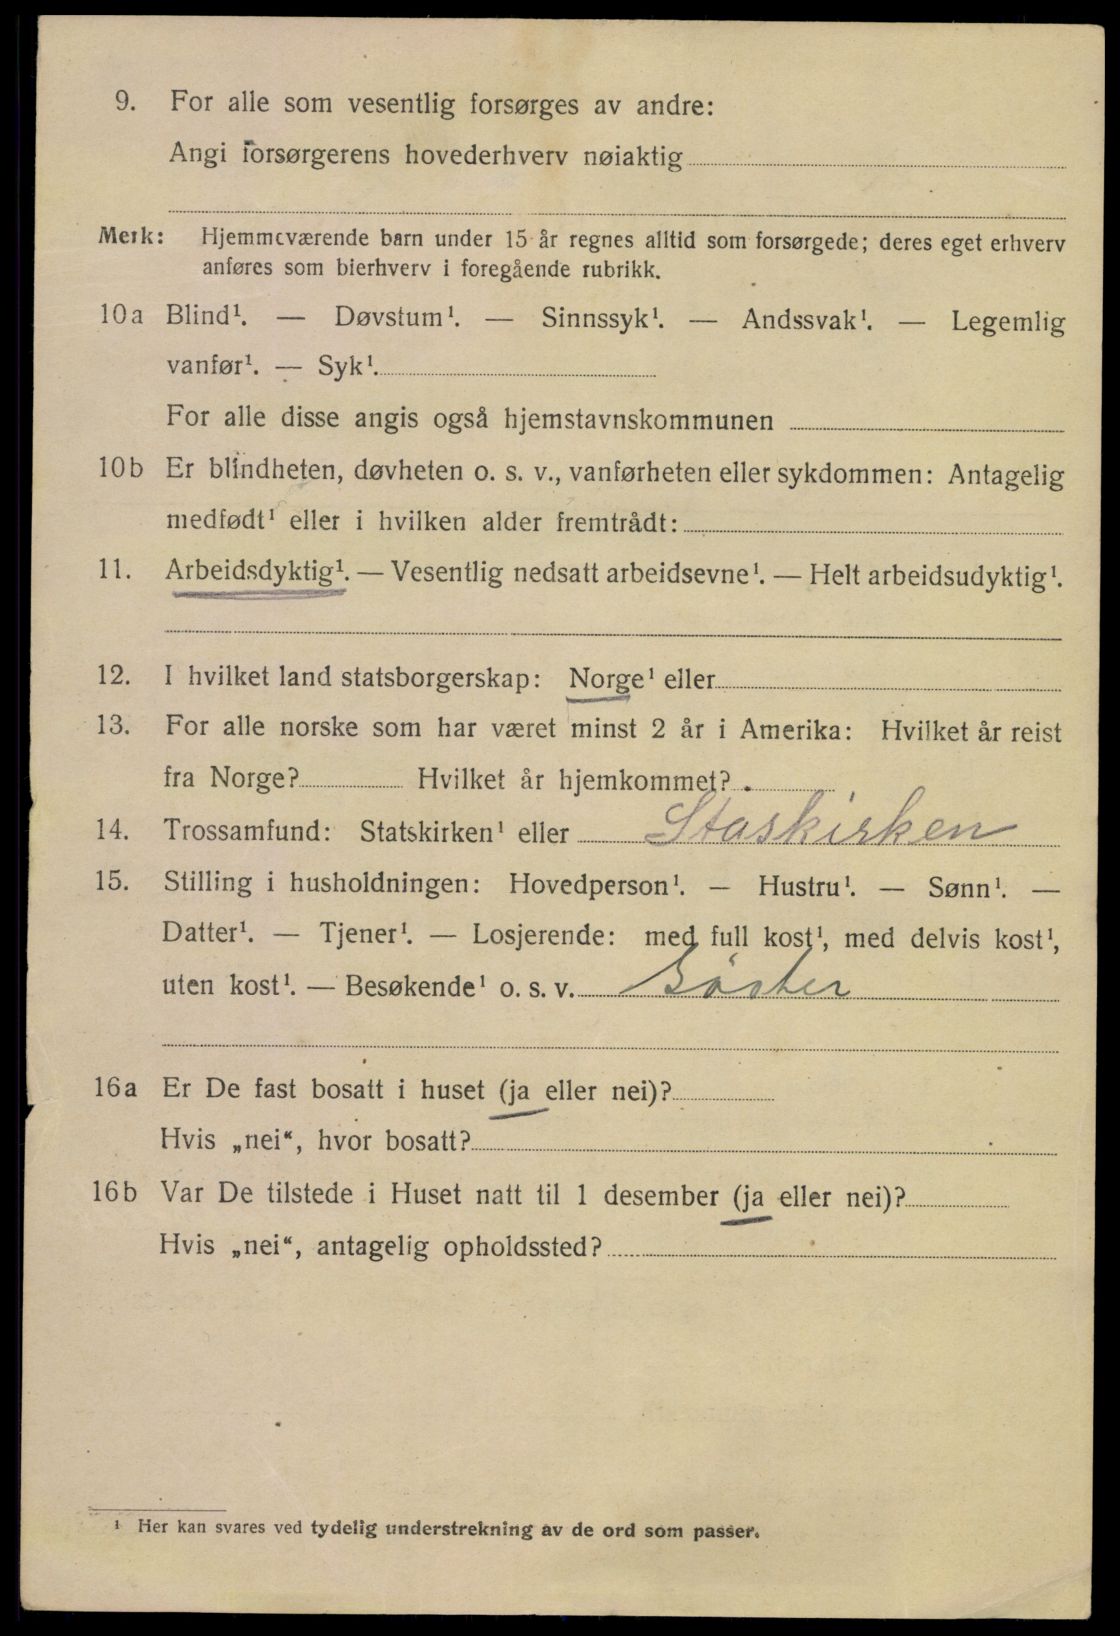 9. For alle som vesentlig forsørges av andre:
Angi forsørgerens hovederhverv nøiaktig
Merk: Hjemmeværende barn under 15 år regnes alltid som forsørgede; deres eget erhverv
anføres som bierhverv i foregående rubrikk.
10a Blind¹. — Døvstum¹. — Sinnssyk¹. — Andssvak¹. — Legemlig
vanfør¹. — Syk¹.
For alle disse angis også hjemstavnskommunen
10b Er blindheten, døvheten o. s. v., vanførheten eller sykdommen: Antagelig
medfødt¹ eller i hvilken alder fremtrådt:
11. Arbeidsdyktig¹. — Vesentlig nedsatt arbeidsevne¹. — Helt arbeidsudyktig¹.
12. I hvilket land statsborgerskap: Norge¹ eller
13. For alle norske som har været minst 2 år i Amerika: Hvilket år reist
fra Norge? Hvilket år hjemkommet?
14. Trossamfund: Statskirken¹ eller Staskirken
15. Stilling i husholdningen: Hovedperson¹. — Hustru¹. — Sønn¹. —
Datter¹. — Tjener¹. — Losjerende: med full kost¹, med delvis kost¹,
uten kost¹. — Besøkende¹ o. s. v. Söster
16a Er De fast bosatt i huset (ja eller nei)?
Hvis „nei“, hvor bosatt?
16b Var De tilstede i Huset natt til 1 desember (ja eller nei)?
Hvis „nei“, antagelig opholdssted?
¹ Her kan svares ved tydelig understrekning av de ord som passer.